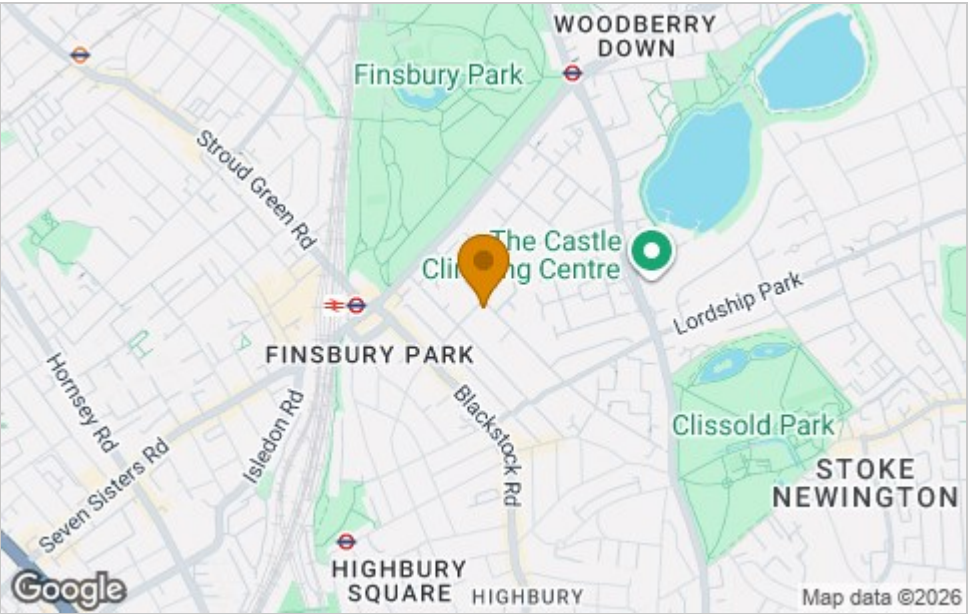 WOODBERRY
DOWN
Finsbury Park
Stroud Green Rd
The Castle
Climbing Centre
Lordship Park
FINSBURY PARK
Hornsey Rd
Isledon Rd
Blackstock Rd
Clissold Park
Seven Sisters Rd
STOKE
NEWINGTON
HIGHBURY
SQUARE
HIGHBURY
Google
Map data ©2026